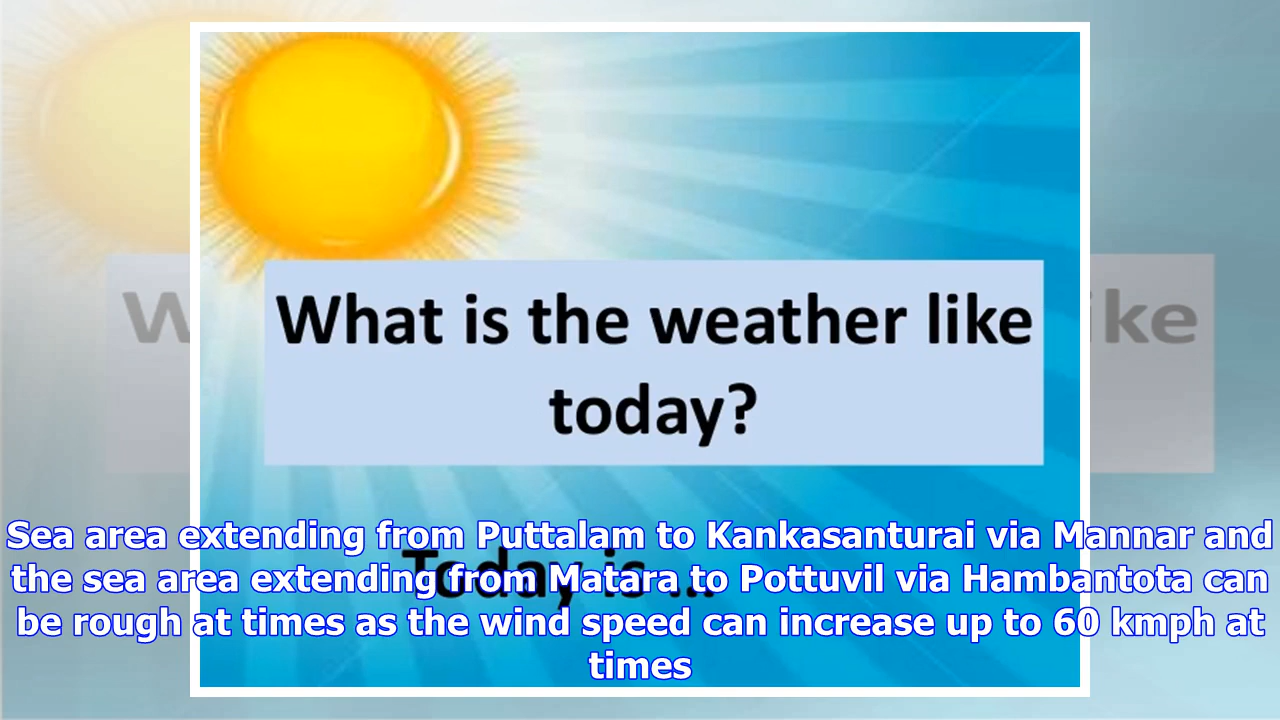 What is the weather like
today?
Today is ...
Sea area extending from Puttalam to Kankasanturai via Mannar and
the sea area extending from Matara to Pottuvil via Hambantota can
be rough at times as the wind speed can increase up to 60 kmph at
times